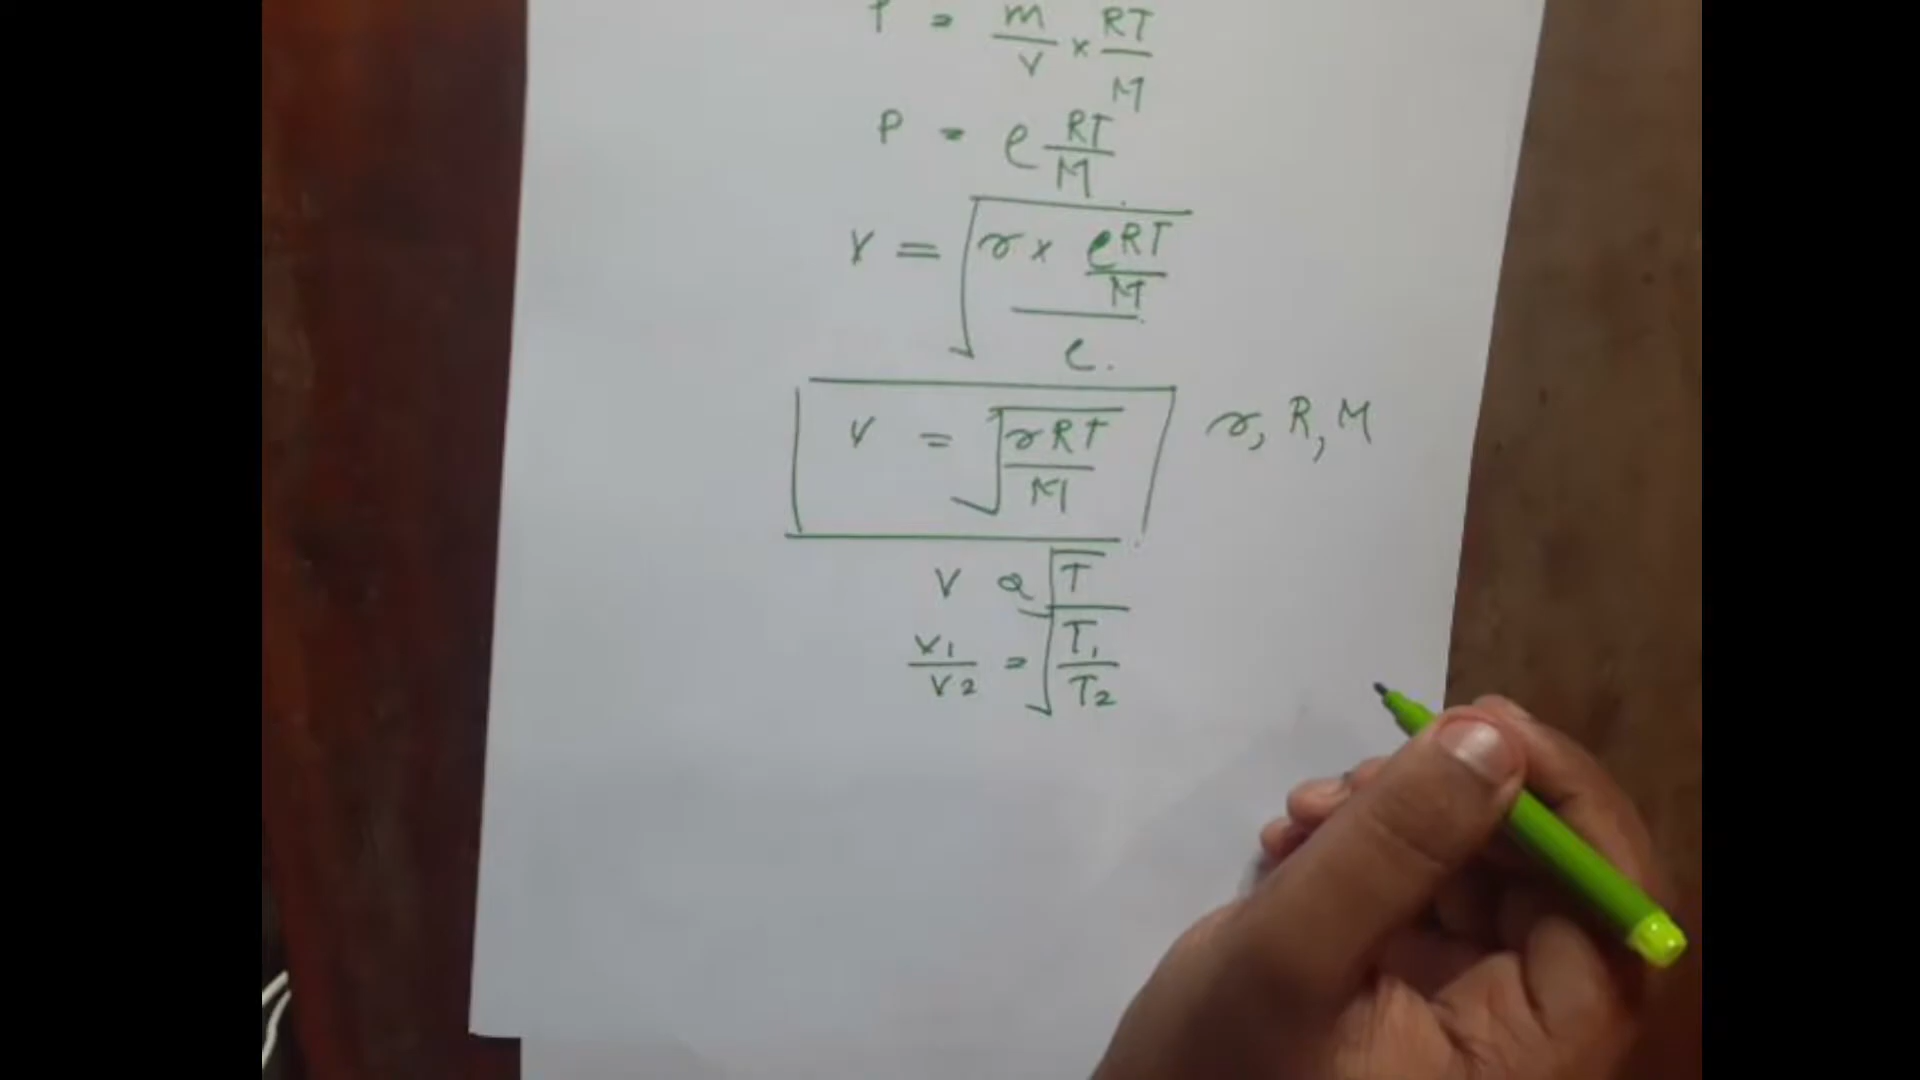 P = m/V × RT/M
P = ρ RT/M
V = √(γ × ρRT/M / ρ)
V = √(γRT/M) γ, R, M
V α √T
V1/V2 = √(T1/T2)